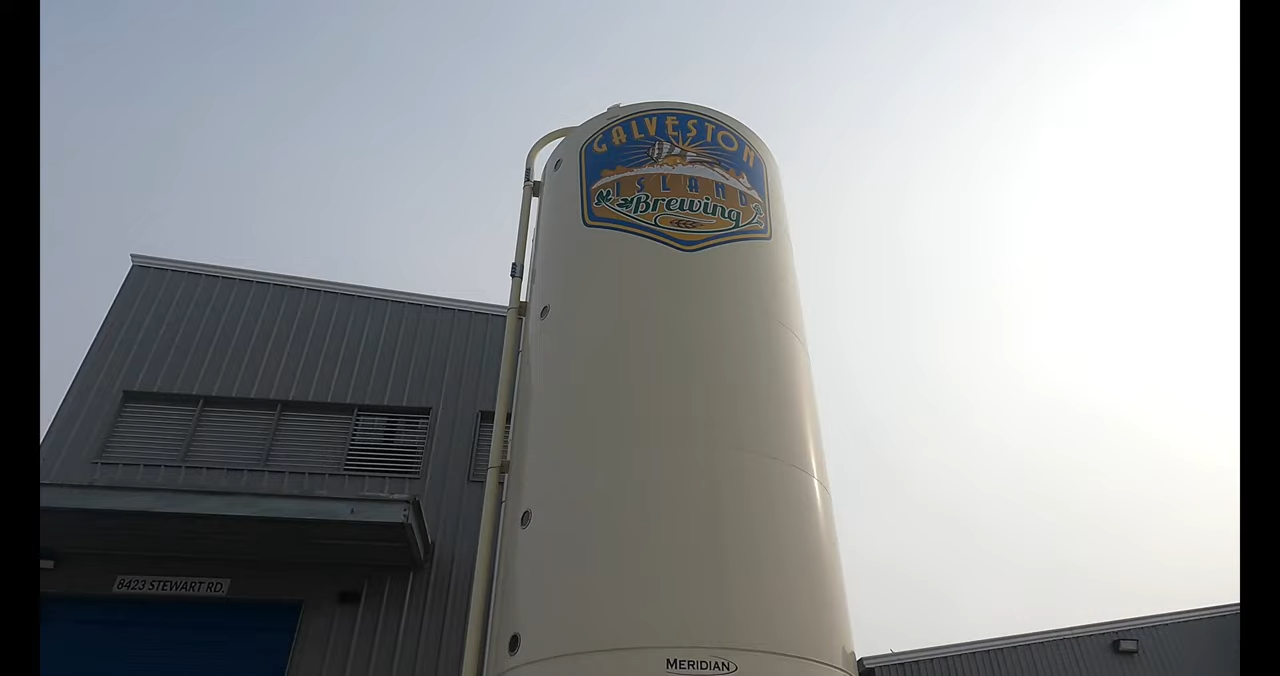 GALVESTON
ISLAND
Brewing
8423 STEWART RD.
MERIDIAN